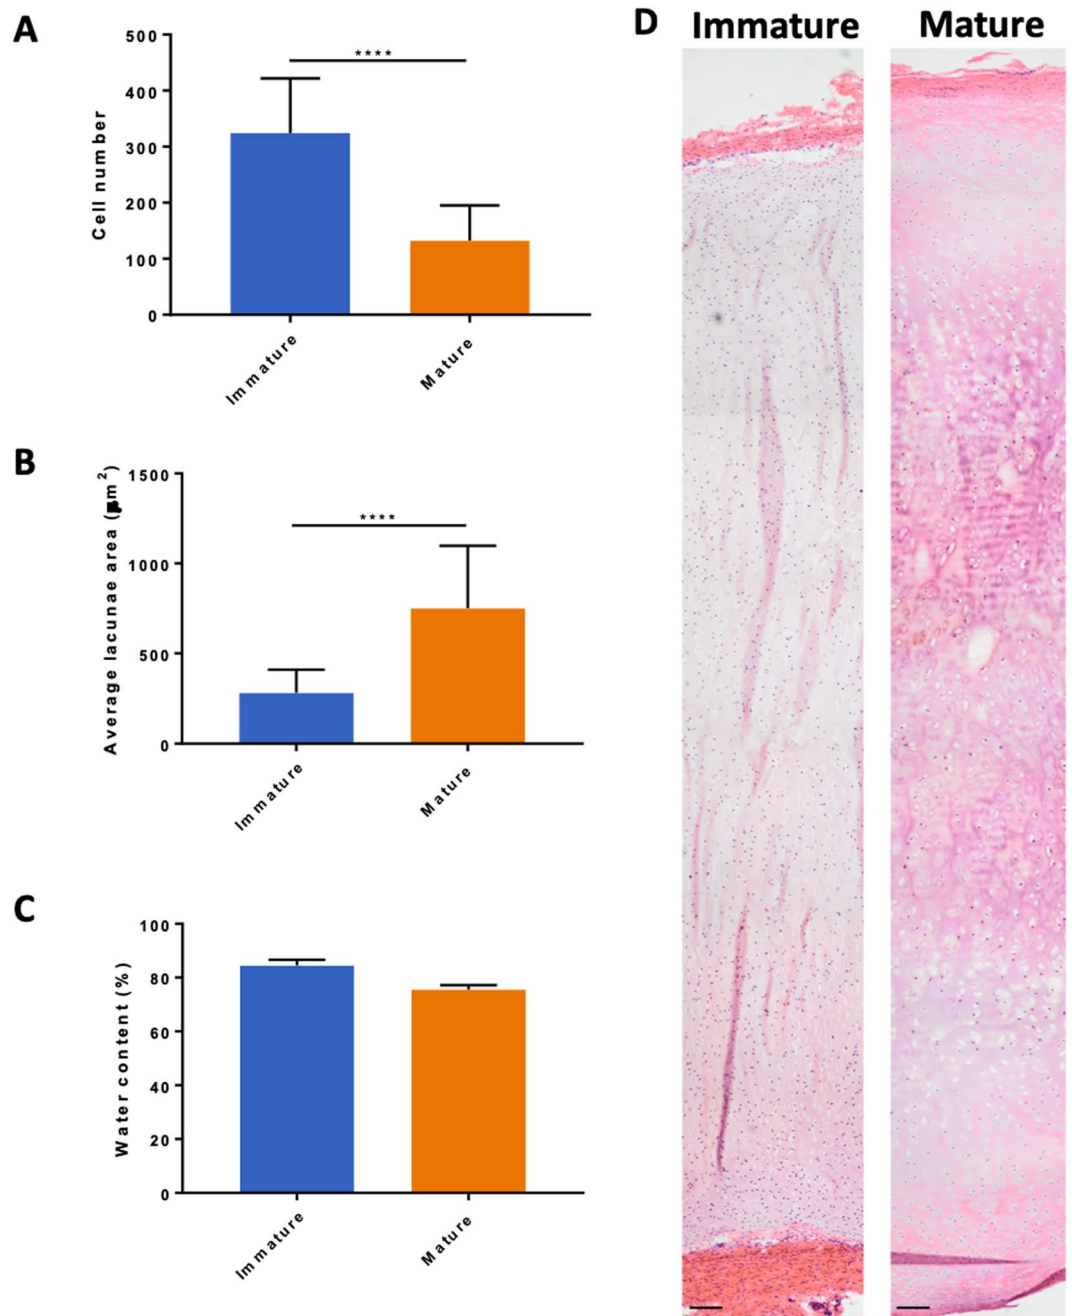 A
500
400
300
200
100
0
Cell number
****
Immature
Mature
B
1500
1000
500
0
Average lacunae area (µm²)
****
Immature
Mature
C
100
80
60
40
20
0
Water content (%)
Immature
Mature
D
Immature
Mature